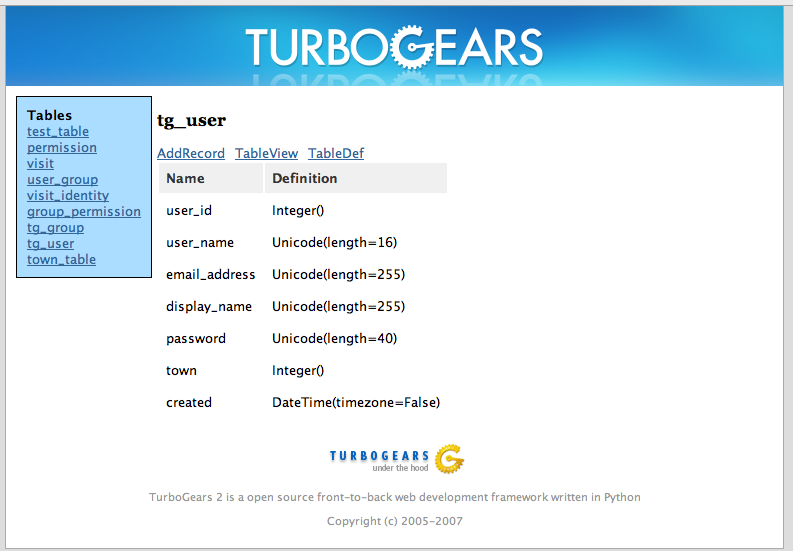 TURBOGEARS
Tables
test_table
permission
visit
user_group
visit_identity
group_permission
tg_group
tg_user
town_table
tg_user
AddRecord TableView TableDef
Name Definition
user_id Integer()
user_name Unicode(length=16)
email_address Unicode(length=255)
display_name Unicode(length=255)
password Unicode(length=40)
town Integer()
created DateTime(timezone=False)
TURBOGEARS
under the hood
TurboGears 2 is a open source front-to-back web development framework written in Python
Copyright (c) 2005-2007